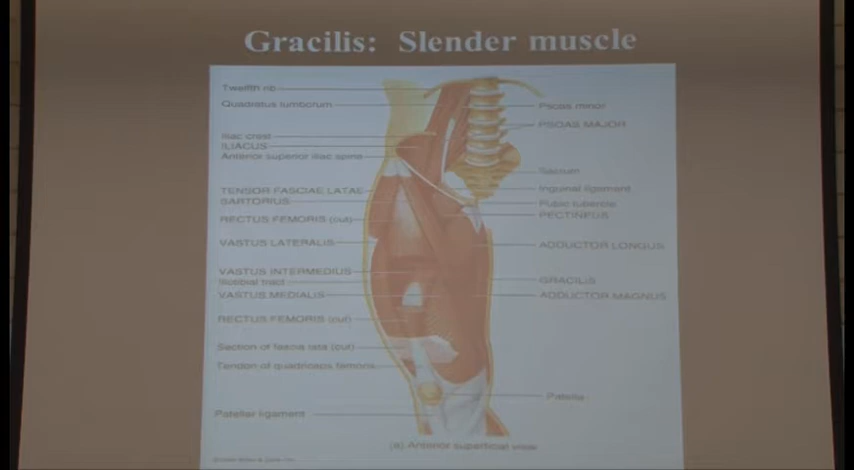 Gracilis: Slender muscle
Twelfth rib
Quadratus lumborum
Iliac crest
ILIACUS
Anterior superior iliac spine
TENSOR FASCIAE LATAE
SARTORIUS
RECTUS FEMORIS (cut)
VASTUS LATERALIS
VASTUS INTERMEDIUS
Iliotibial tract
VASTUS MEDIALIS
RECTUS FEMORIS (cut)
Section of fascia lata (cut)
Tendon of quadriceps femoris
Patellar ligament
Psoas minor
PSOAS MAJOR
Sacrum
Inguinal ligament
Pubic tubercle
PECTINEUS
ADDUCTOR LONGUS
GRACILIS
ADDUCTOR MAGNUS
Patella
(a) Anterior superficial view